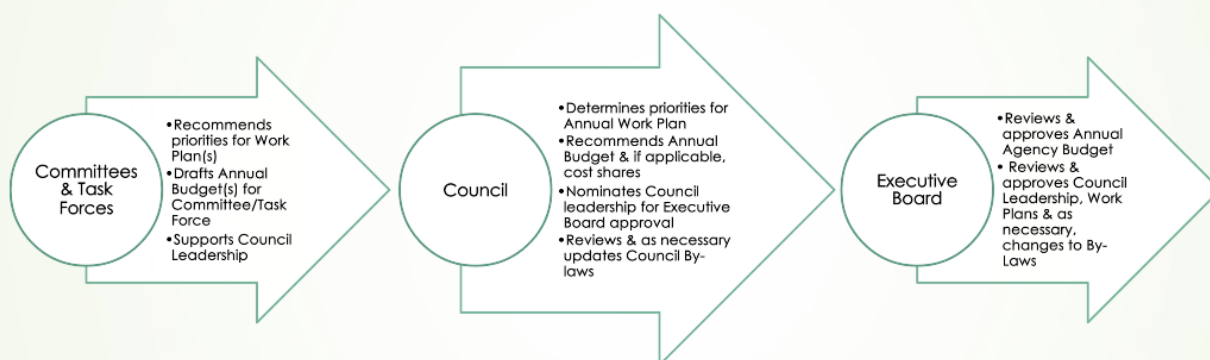 Committees
& Task
Forces
•Recommends
priorities for Work
Plan(s)
•Drafts Annual
Budget(s) for
Committee/Task
Force
•Supports Council
Leadership
Council
•Determines priorities for
Annual Work Plan
•Recommends Annual
Budget & if applicable,
cost shares
•Nominates Council
leadership for Executive
Board approval
•Reviews & as necessary
updates Council By-
laws
Executive
Board
•Reviews &
approves Annual
Agency Budget
• Reviews &
approves Council
Leadership, Work
Plans & as
necessary,
changes to By-
Laws